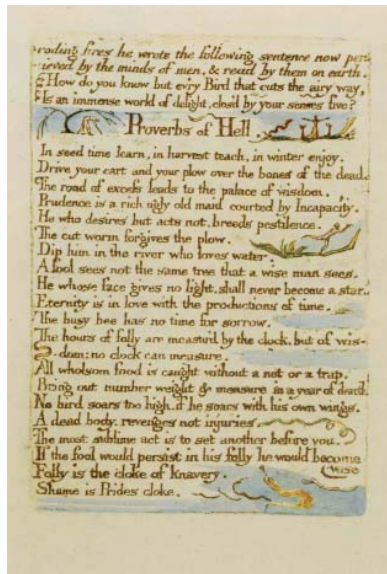 roding fires he wrote the following sentence now per
ieved by the minds of men, & read by them on earth.
How do you know but ev'ry Bird that cuts the airy way,
Is an immense world of delight, clos'd by your senses five?
Proverbs of Hell.
In seed time learn, in harvest teach, in winter enjoy.
Drive your cart and your plow over the bones of the dead.
The road of excess leads to the palace of wisdom.
Prudence is a rich ugly old maid courted by Incapacity.
He who desires but acts not, breeds pestilence.
The cut worm forgives the plow.
Dip him in the river who loves water.
A fool sees not the same tree that a wise man sees.
He whose face gives no light, shall never become a star.
Eternity is in love with the productions of time.
The busy bee has no time for sorrow.
The hours of folly are measur'd by the clock, but of wis-
-dom: no clock can measure.
All wholsom food is caught without a net or a trap.
Bring out number weight & measure in a year of dearth.
No bird soars too high, if he soars with his own wings.
A dead body, revenges not injuries.
The most sublime act is to set another before you.
If the fool would persist in his folly he would become
wise
Folly is the cloke of knavery.
Shame is Prides cloke.